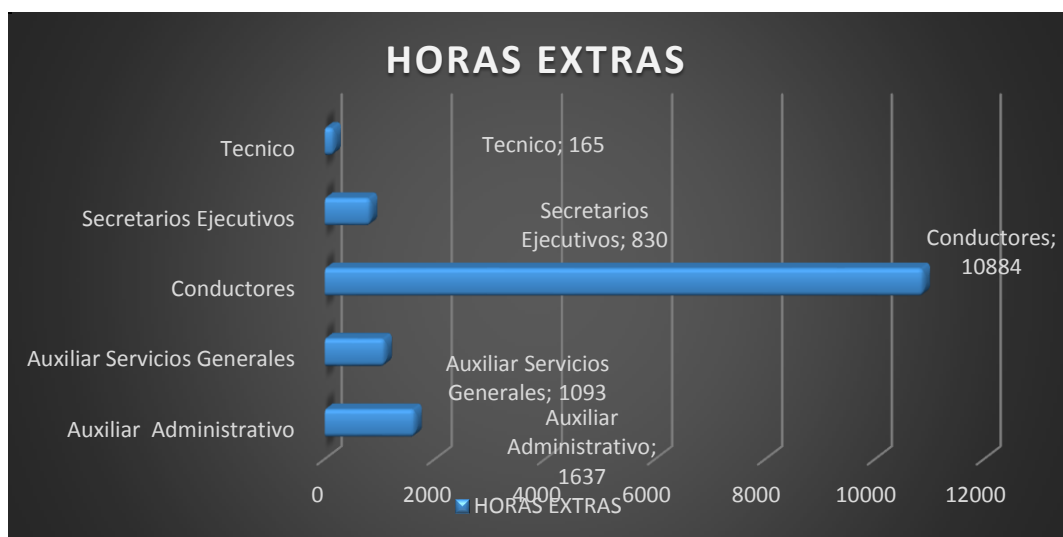 HORAS EXTRAS
Tecnico
Tecnico; 165
Secretarios Ejecutivos
Secretarios
Ejecutivos; 830
Conductores
Conductores;
10884
Auxiliar Servicios Generales
Auxiliar Servicios
Generales; 1093
Auxiliar  Administrativo
Auxiliar
Administrativo;
1637
0 2000 4000 6000 8000 10000 12000
HORAS EXTRAS